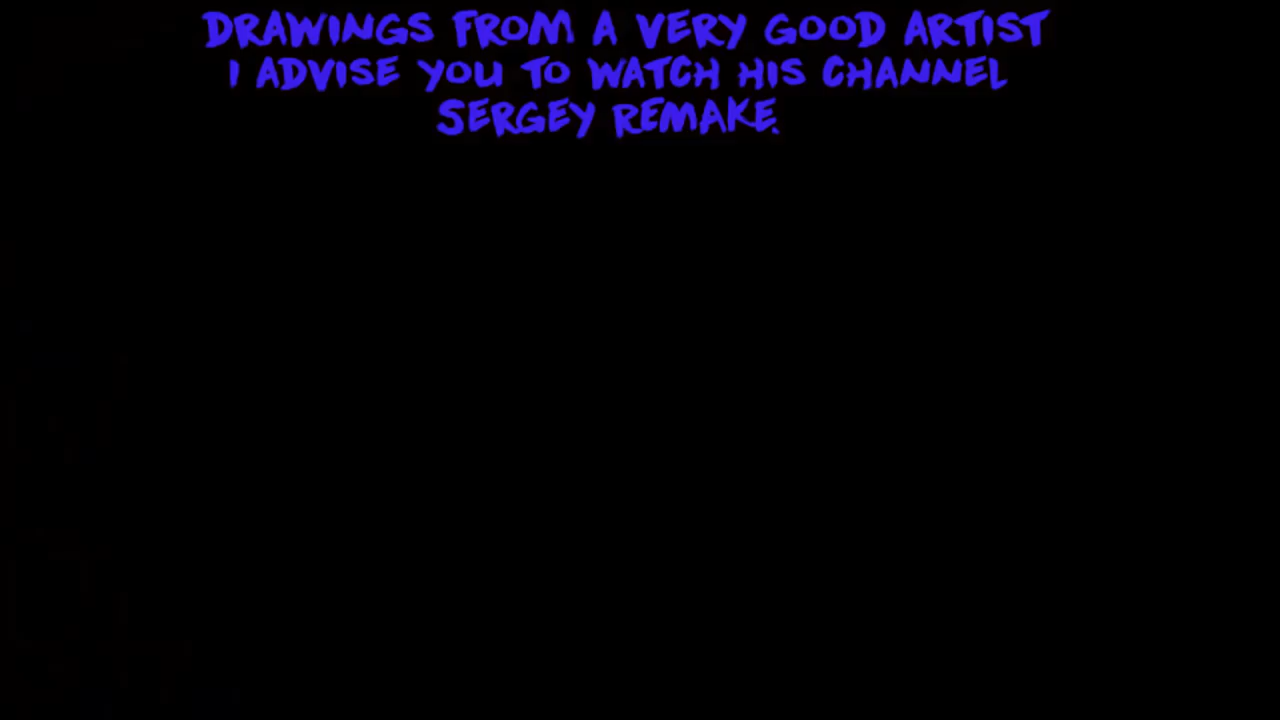 DRAWINGS FROM A VERY GOOD ARTIST
I ADVISE YOU TO WATCH HIS CHANNEL
SERGEY REMAKE.